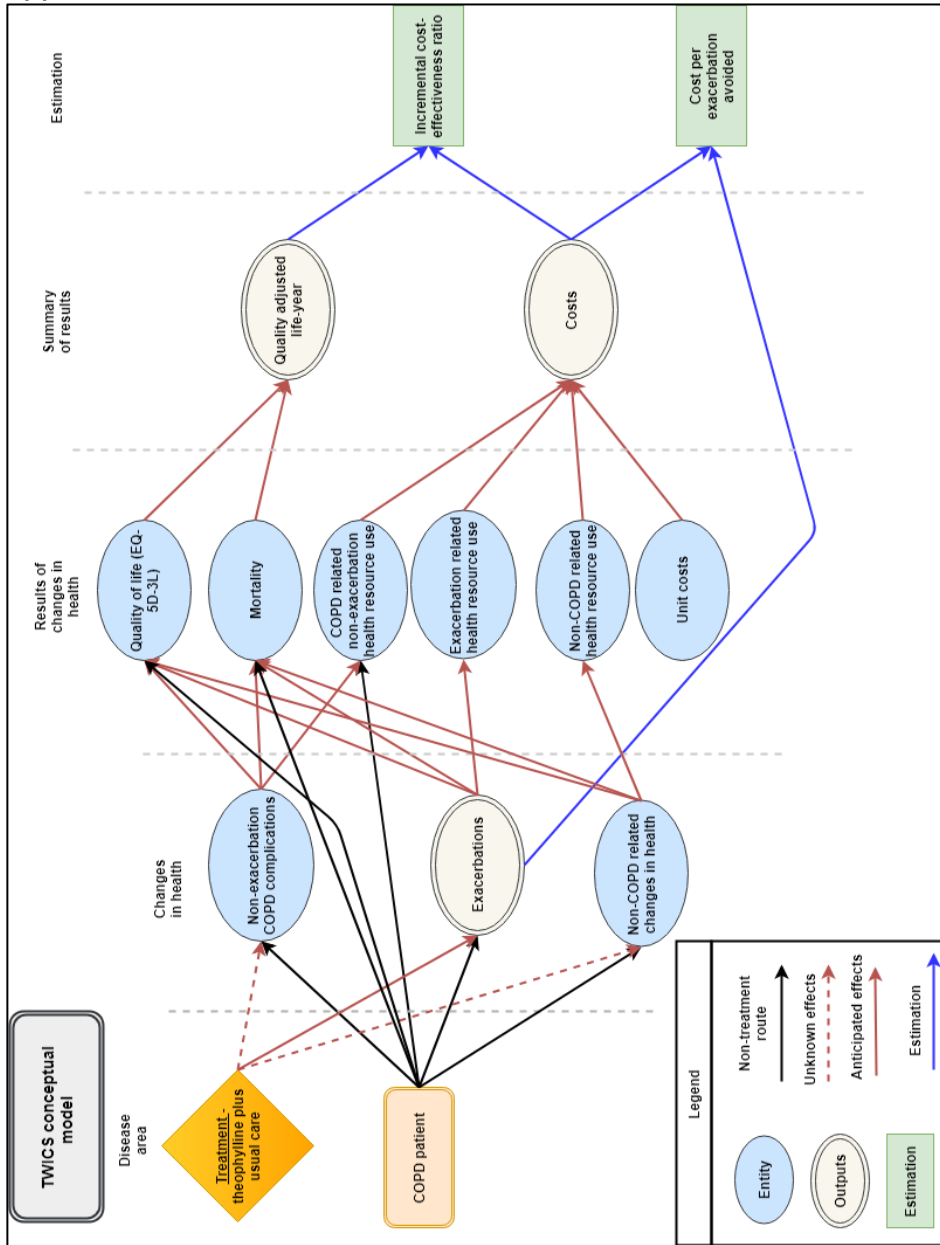 TWICS conceptual
model
Disease
area
Changes
in health
Results of
changes in
health
Summary
of results
Estimation
Treatment -
theophylline plus
usual care
COPD patient
Non-exacerbation
COPD complications
Exacerbations
Non-COPD related
changes in health
Quality of life (EQ-
5D-3L)
Mortality
COPD related
non-exacerbation
health resource use
Exacerbation related
health resource use
Non-COPD related
health resource use
Unit costs
Quality adjusted
life-year
Costs
Incremental cost-
effectiveness ratio
Cost per
exacerbation
avoided
Legend
Entity
Outputs
Estimation
Non-treatment
route
Unknown effects
Anticipated effects
Estimation